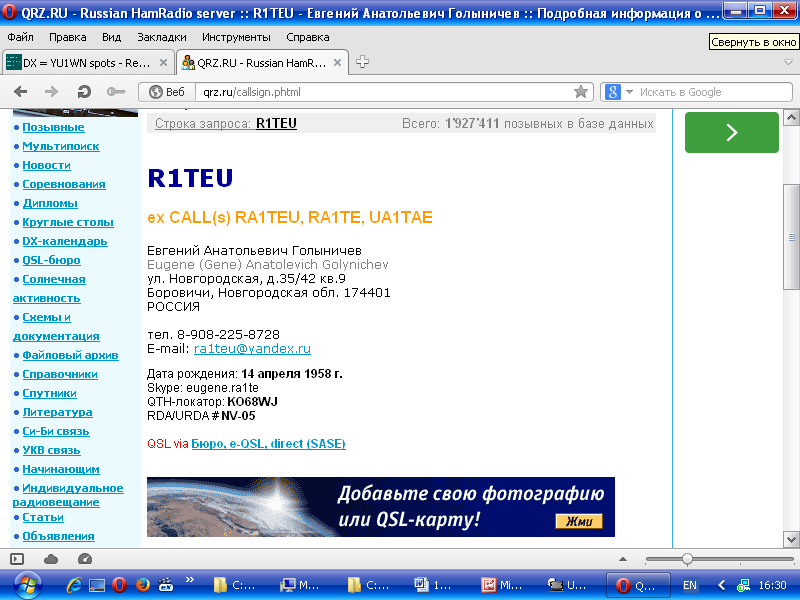 QRZ.RU - Russian HamRadio server :: R1TEU - Евгений Анатольевич Голыничев :: Подробная информация о ...
Файл Правка Вид Закладки Инструменты Справка
Свернуть в окно
DX = YU1WN spots - Re... QRZ.RU - Russian HamR...
Веб qrz.ru/callsign.phtml Искать в Google
Строка запроса: R1TEU Всего: 1'927'411 позывных в базе данных
Позывные
Мультипоиск
Новости
Соревнования
Дипломы
Круглые столы
DX-календарь
QSL-бюро
Солнечная
активность
Схемы и
документация
Файловый архив
Справочники
Спутники
Литература
Си-Би связь
УКВ связь
Начинающим
Индивидуальное
радиовещание
Статьи
Объявления
R1TEU
ex CALL(s) RA1TEU, RA1TE, UA1TAE
Евгений Анатольевич Голыничев
Eugene (Gene) Anatolevich Golynichev
ул. Новгородская, д.35/42 кв.9
Боровичи, Новгородская обл. 174401
РОССИЯ
тел. 8-908-225-8728
E-mail: ra1teu@yandex.ru
Дата рождения: 14 апреля 1958 г.
Skype: eugene.ra1te
QTH-локатор: KO68WJ
RDA/URDA # NV-05
QSL via Бюро, e-QSL, direct (SASE)
Добавьте свою фотографию
или QSL-карту!
Жми
C:... M... C:... 1... Mi... U... Q... EN 16:30